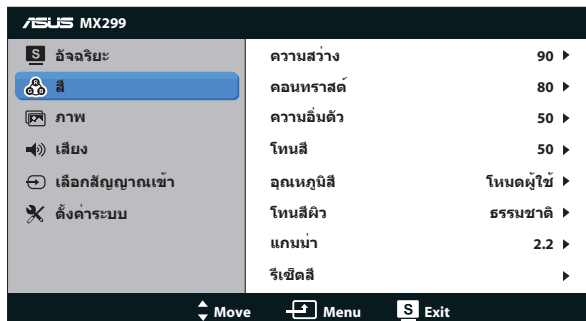 ASUS MX299
S อัจฉริยะ
สี
ภาพ
เสียง
เลือกสัญญาณเข้า
ตั้งค่าระบบ
ความสว่าง 90
คอนทราสต์ 80
ความอิ่มตัว 50
โทนสี 50
อุณหภูมิสี โหมดผู้ใช้
โทนสีผิว ธรรมชาติ
แกมม่า 2.2
รีเซ็ตสี
Move Menu S Exit